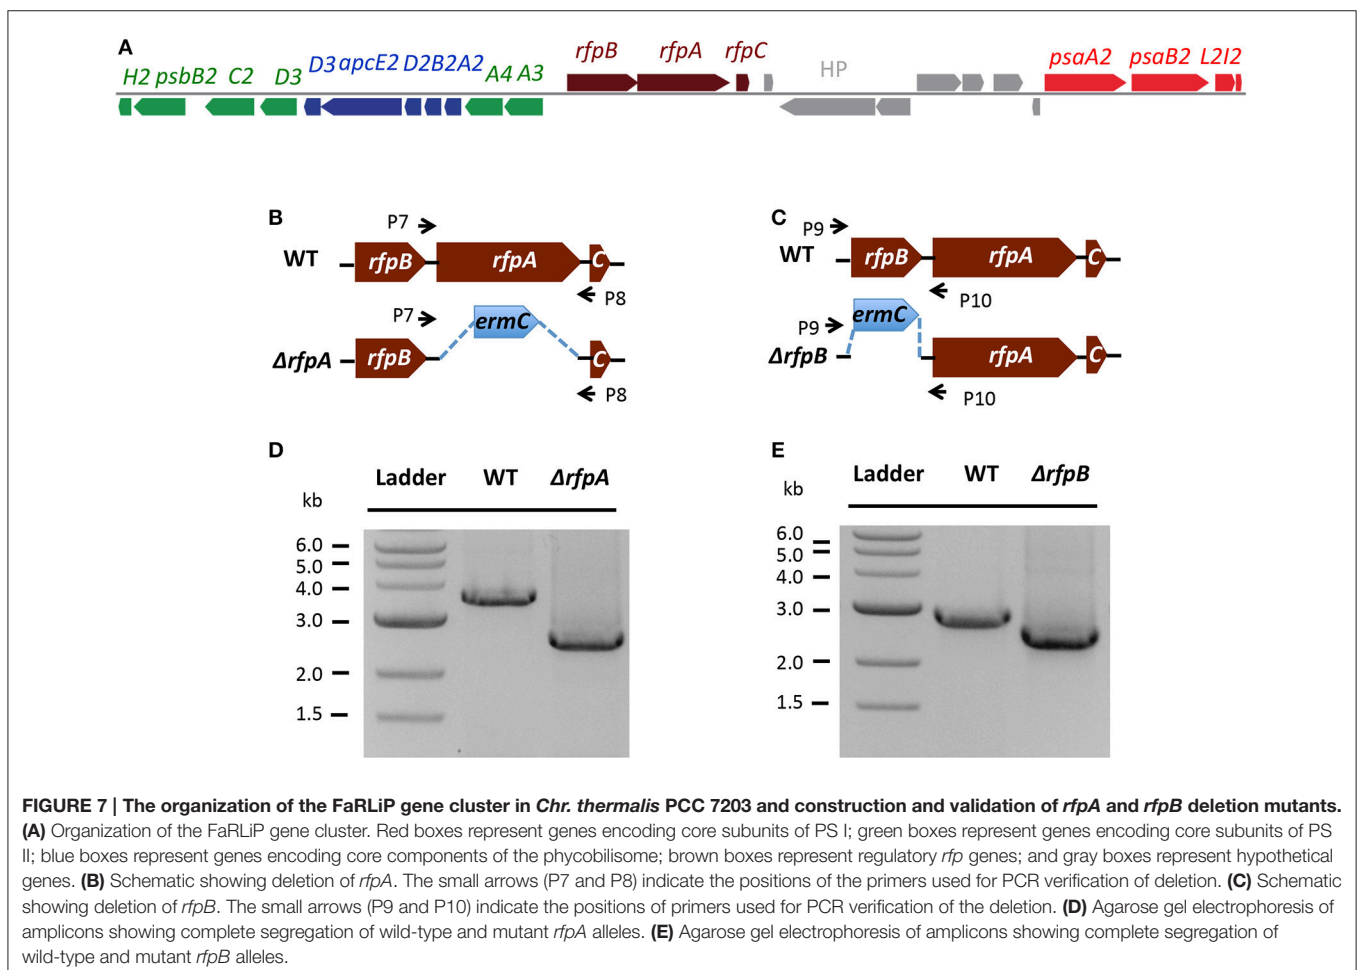 A
H2 psbB2 C2 D3 D3 apcE2 D2B2A2 A4 A3 rfpB rfpA rfpC HP psaA2 psaB2 L2I2
B
P7
WT rfpB rfpA C
P8
P7 ermC
ΔrfpA rfpB C
P8
C
P9
WT rfpB rfpA C
P10
P9 ermC
ΔrfpB rfpA C
P10
D
Ladder WT ΔrfpA
kb
6.0
5.0
4.0
3.0
2.0
1.5
E
Ladder WT ΔrfpB
kb
6.0
5.0
4.0
3.0
2.0
1.5
FIGURE 7 | The organization of the FaRLiP gene cluster in Chr. thermalis PCC 7203 and construction and validation of rfpA and rfpB deletion mutants.
(A) Organization of the FaRLiP gene cluster. Red boxes represent genes encoding core subunits of PS I; green boxes represent genes encoding core subunits of PS
II; blue boxes represent genes encoding core components of the phycobilisome; brown boxes represent regulatory rfp genes; and gray boxes represent hypothetical
genes. (B) Schematic showing deletion of rfpA. The small arrows (P7 and P8) indicate the positions of the primers used for PCR verification of deletion. (C) Schematic
showing deletion of rfpB. The small arrows (P9 and P10) indicate the positions of primers used for PCR verification of the deletion. (D) Agarose gel electrophoresis of
amplicons showing complete segregation of wild-type and mutant rfpA alleles. (E) Agarose gel electrophoresis of amplicons showing complete segregation of
wild-type and mutant rfpB alleles.